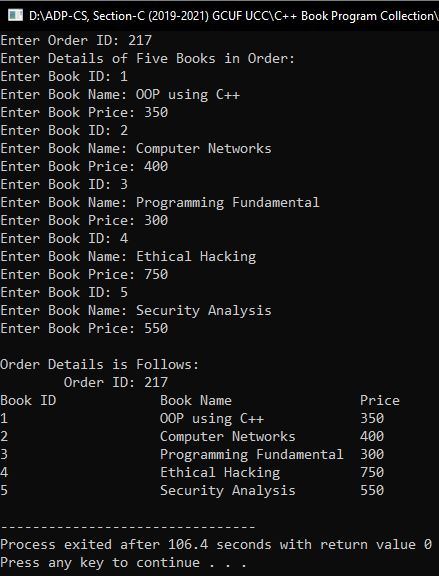 D:\ADP-CS, Section-C (2019-2021) GCUF UCC\C++ Book Program Collection\
Enter Order ID: 217
Enter Details of Five Books in Order:
Enter Book ID: 1
Enter Book Name: OOP using C++
Enter Book Price: 350
Enter Book ID: 2
Enter Book Name: Computer Networks
Enter Book Price: 400
Enter Book ID: 3
Enter Book Name: Programming Fundamental
Enter Book Price: 300
Enter Book ID: 4
Enter Book Name: Ethical Hacking
Enter Book Price: 750
Enter Book ID: 5
Enter Book Name: Security Analysis
Enter Book Price: 550

Order Details is Follows:
        Order ID: 217
Book ID             Book Name                Price
1                   OOP using C++            350
2                   Computer Networks        400
3                   Programming Fundamental  300
4                   Ethical Hacking          750
5                   Security Analysis        550

--------------------------------
Process exited after 106.4 seconds with return value 0
Press any key to continue . . .